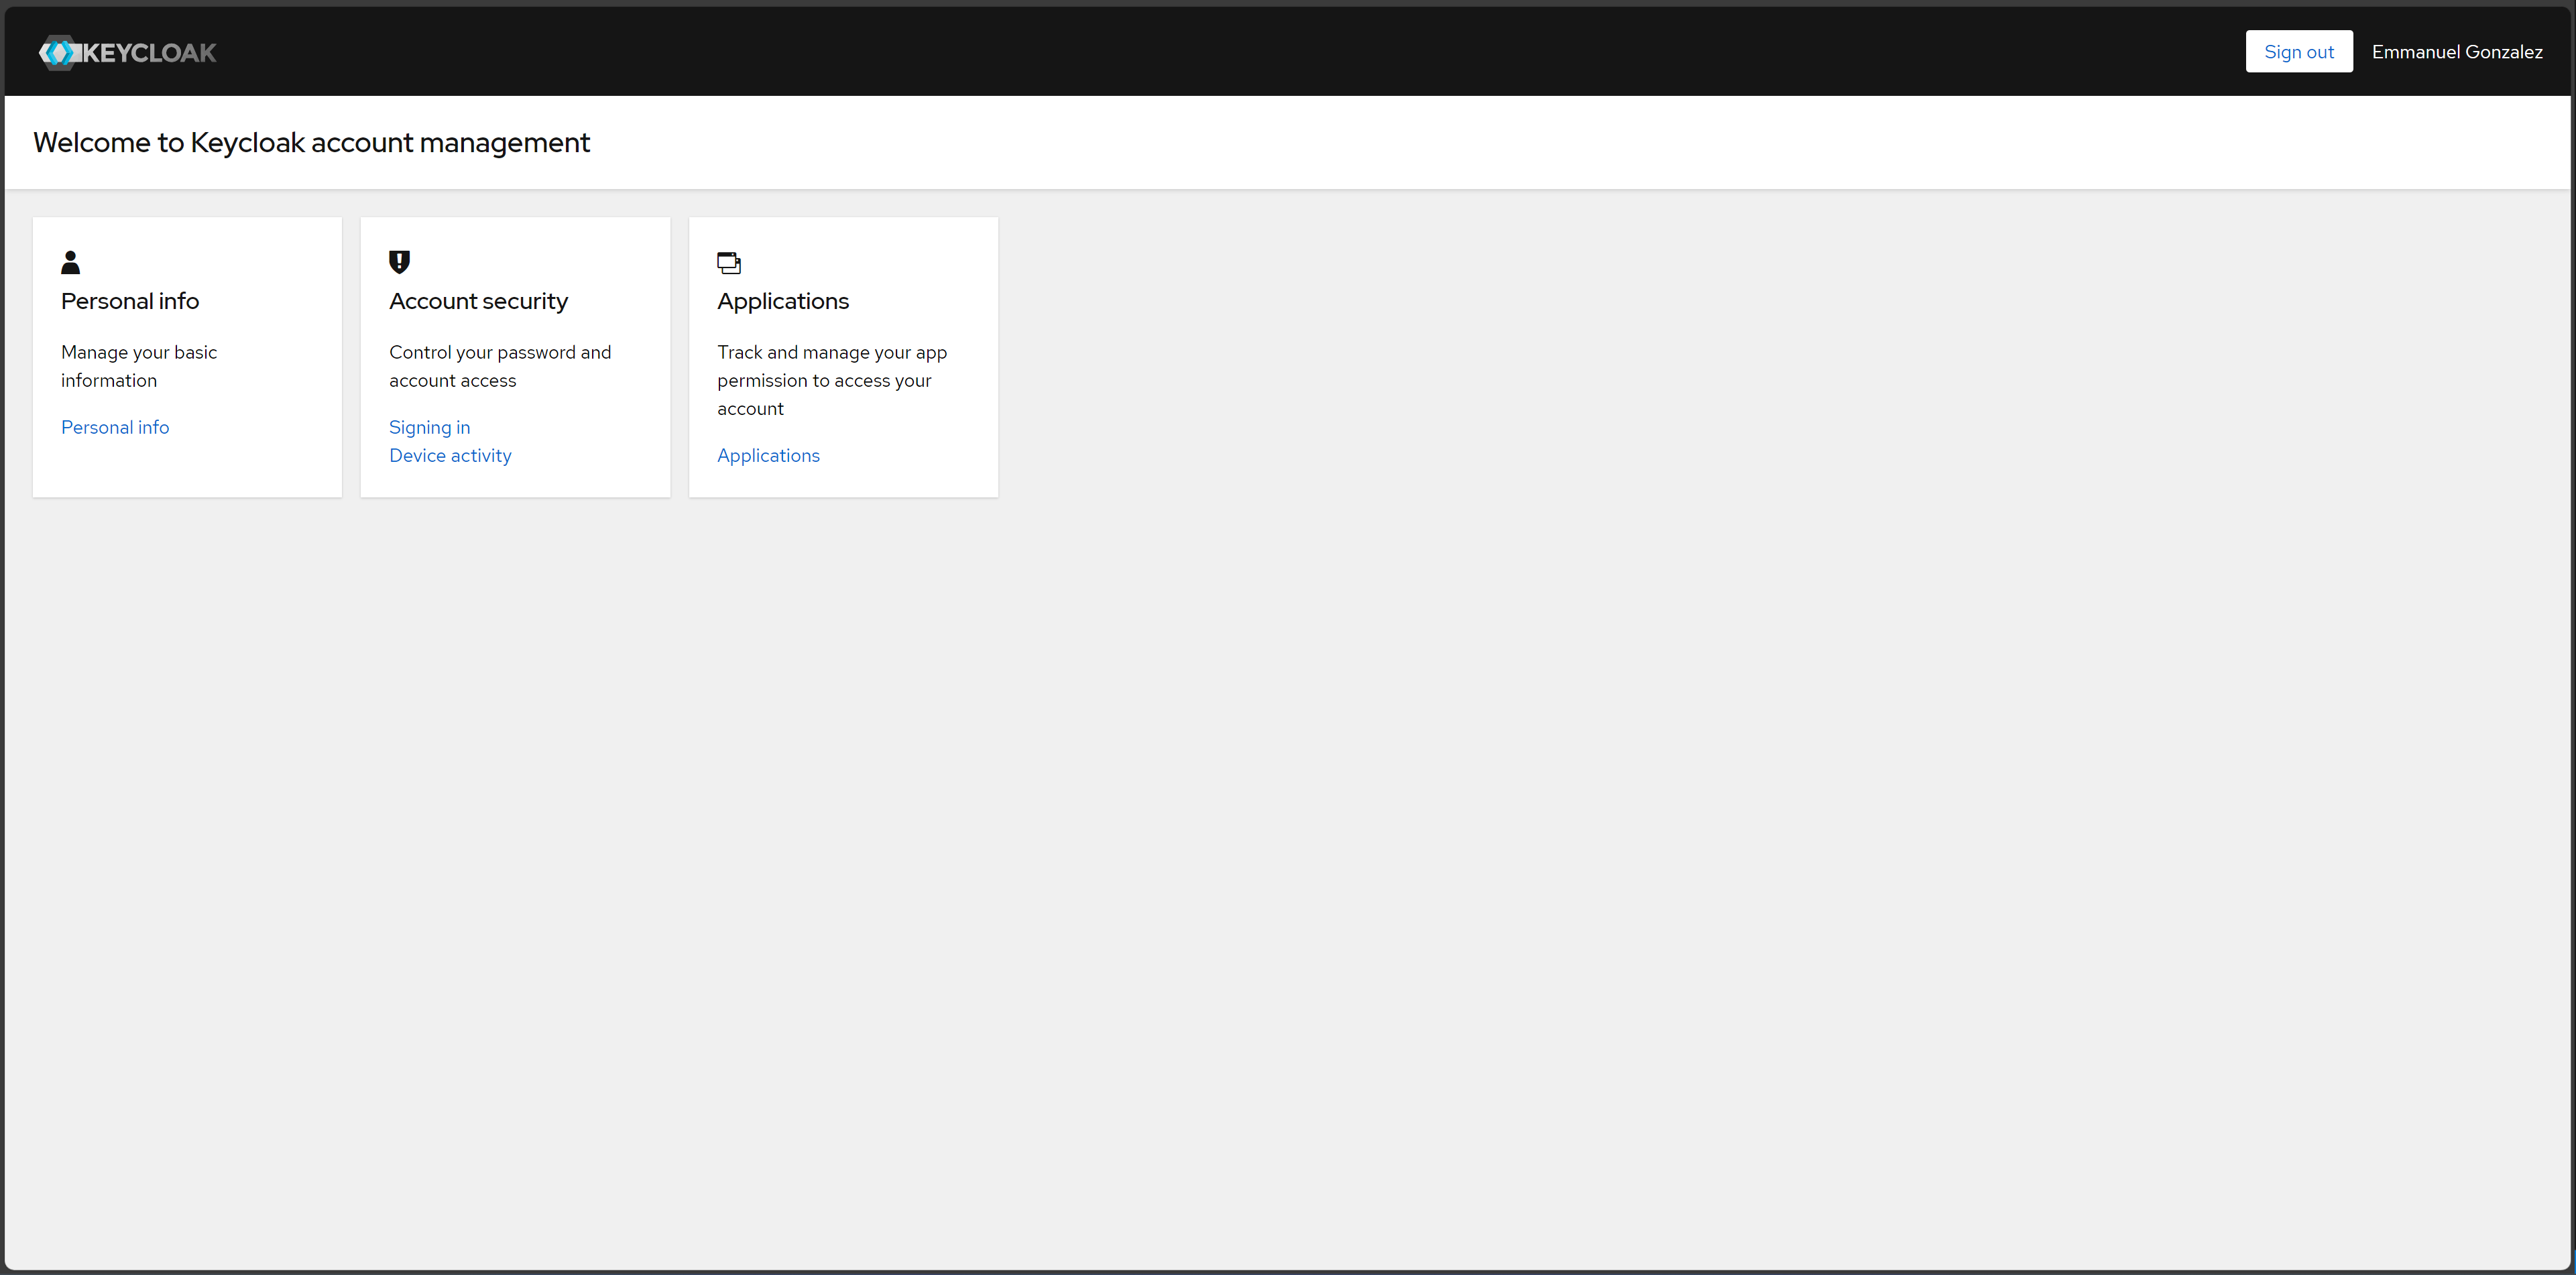 KEYCLOAK
Sign out
Emmanuel Gonzalez
Welcome to Keycloak account management
Personal info
Manage your basic
information
Personal info
Account security
Control your password and
account access
Signing in
Device activity
Applications
Track and manage your app
permission to access your
account
Applications